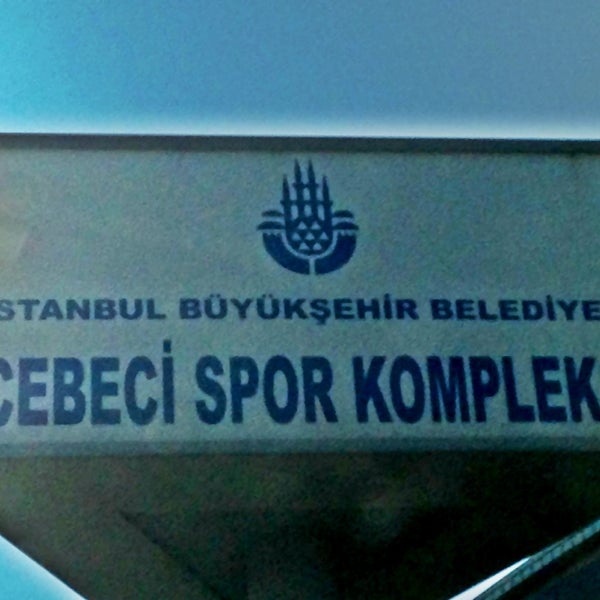 STANBUL BÜYÜKŞEHİR BELEDİYE
CEBECİ SPOR KOMPLEK